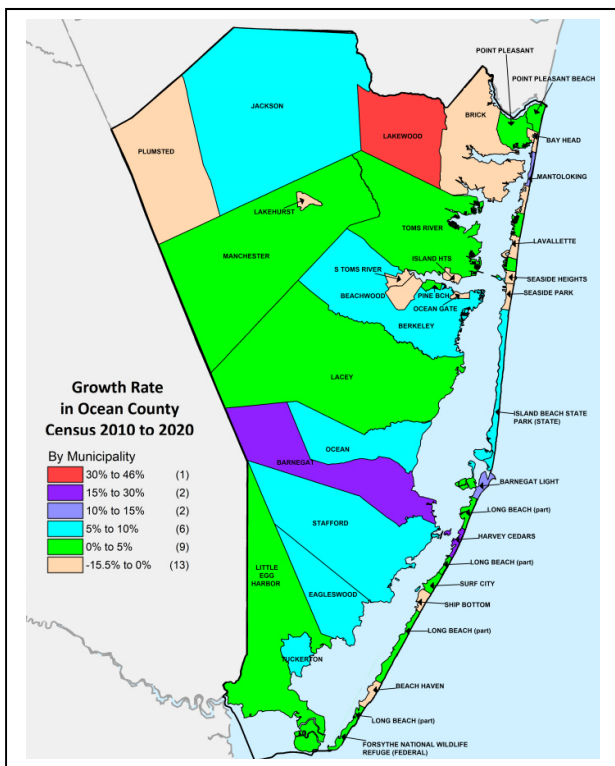 POINT PLEASANT
POINT PLEASANT BEACH
JACKSON
BRICK
LAKEWOOD
PLUMSTED
BAY HEAD
MANTOLOKING
LAKEHURST
TOMS RIVER
MANCHESTER
LAVALLETTE
ISLAND HTS
S TOMS RIVER
SEASIDE HEIGHTS
BEACHWOOD
PINE BCH
SEASIDE PARK
OCEAN GATE
BERKELEY
LACEY
Growth Rate
in Ocean County
Census 2010 to 2020
ISLAND BEACH STATE
PARK (STATE)
OCEAN
BARNEGAT
By Municipality
30% to 46% (1)
15% to 30% (2)
10% to 15% (2)
5% to 10% (6)
0% to 5% (9)
-15.5% to 0% (13)
BARNEGAT LIGHT
LONG BEACH (part)
STAFFORD
HARVEY CEDARS
LONG BEACH (part)
LITTLE
EGG
HARBOR
SURF CITY
EAGLESWOOD
SHIP BOTTOM
LONG BEACH (part)
TUCKERTON
BEACH HAVEN
LONG BEACH (part)
FORSYTHE NATIONAL WILDLIFE
REFUGE (FEDERAL)